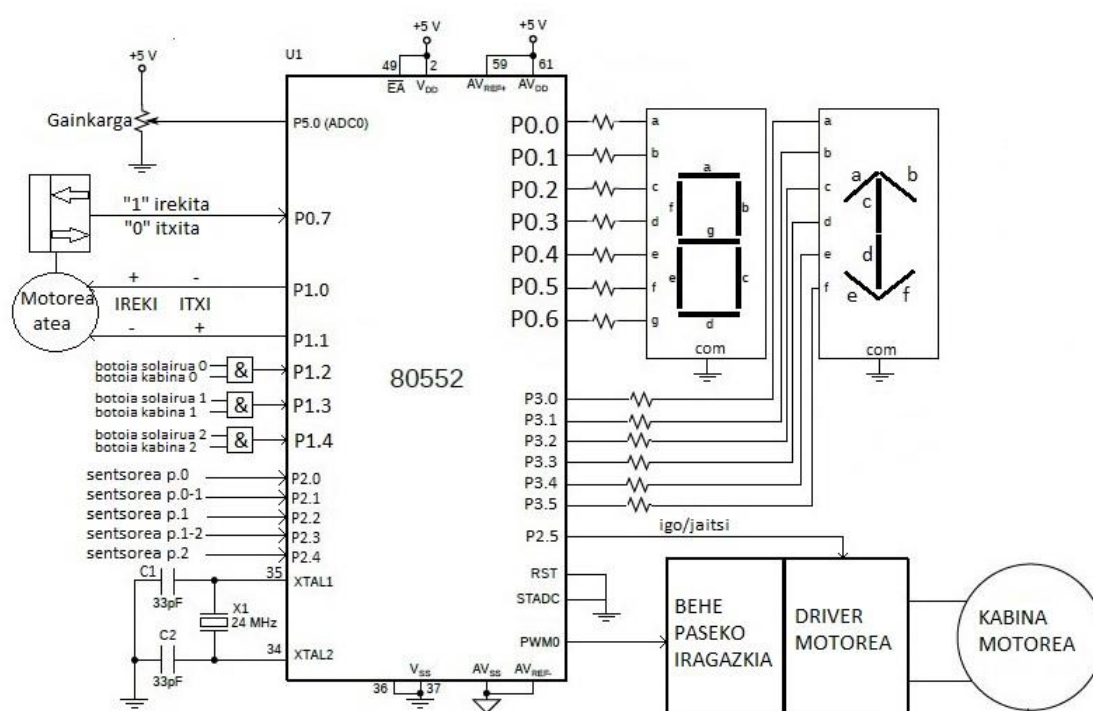 +5 V
+5 V
+5 V
U1
49
2
59
61
EA
VDD
AVREF+
AVDD
Gainkarga
P5.0 (ADC0)
"1" irekita
"0" itxita
P0.7
+ -
IREKI ITXI
- +
Motorea
atea
P1.0
P1.1
botoia solairua 0
botoia kabina 0
&
P1.2
botoia solairua 1
botoia kabina 1
&
P1.3
botoia solairua 2
botoia kabina 2
&
P1.4
sentsorea p.0
P2.0
sentsorea p.0-1
P2.1
sentsorea p.1
P2.2
sentsorea p.1-2
P2.3
sentsorea p.2
P2.4
C1
33pF
35
XTAL1
X1
24 MHz
C2
33pF
34
XTAL2
80552
36
37
VSS
AVSS
AVREF-
P0.0
P0.1
P0.2
P0.3
P0.4
P0.5
P0.6
a
b
c
d
e
f
g
a
f
b
g
e
c
d
com
a
b
c
d
e
f
a
b
c
d
e
f
com
P3.0
P3.1
P3.2
P3.3
P3.4
P3.5
P2.5
igo/jaitsi
RST
STADC
PWM0
BEHE
PASEKO
IRAGAZKIA
DRIVER
MOTOREA
KABINA
MOTOREA